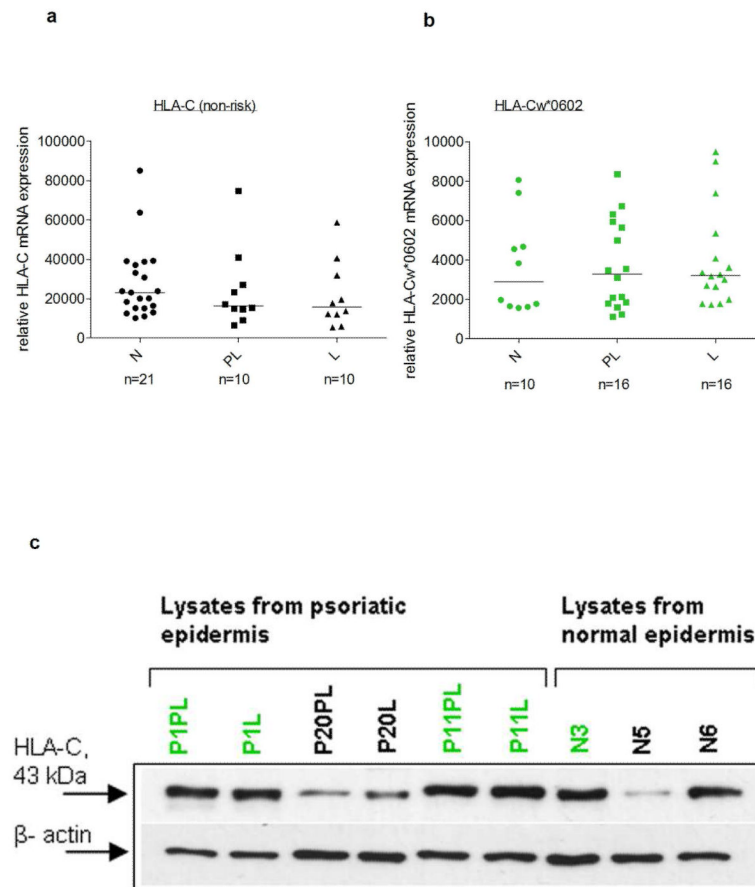 a
HLA-C (non-risk)
relative HLA-C mRNA expression
100000
80000
60000
40000
20000
0
N
PL
L
n=21
n=10
n=10
b
HLA-Cw*0602
relative HLA-Cw*0602 mRNA expression
10000
8000
6000
4000
2000
0
N
PL
L
n=10
n=16
n=16
c
Lysates from psoriatic
epidermis
Lysates from
normal epidermis
P1PL
P1L
P20PL
P20L
P11PL
P11L
N3
N5
N6
HLA-C,
43 kDa
β- actin